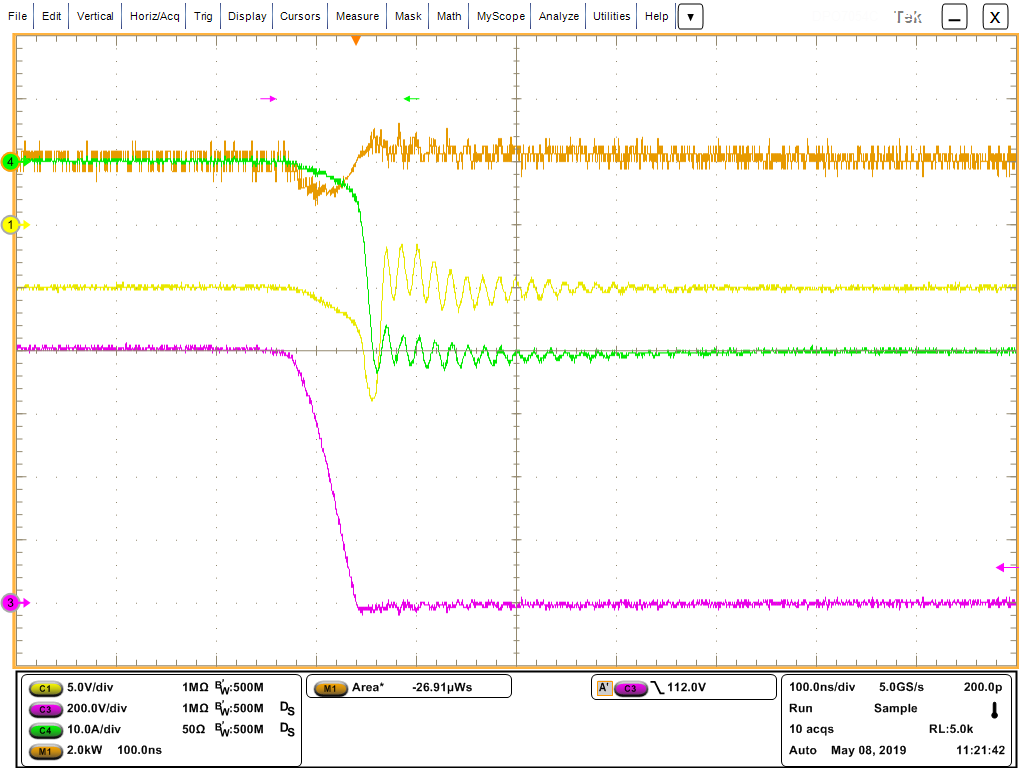 File Edit Vertical Horiz/Acq Trig Display Cursors Measure Mask Math MyScope Analyze Utilities Help Tek X
4
1
3
C1 5.0V/div 1MΩ BW:500M
C3 200.0V/div 1MΩ BW:500M DS
C4 10.0A/div 50Ω BW:500M DS
M1 2.0kW 100.0ns
M1 Area* -26.91µWs
A' C3 112.0V
100.0ns/div 5.0GS/s 200.0p
Run Sample
10 acqs RL:5.0k
Auto May 08, 2019 11:21:42